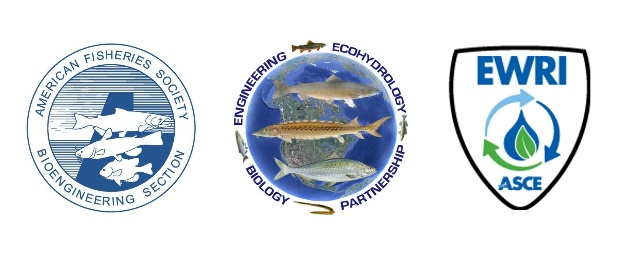 AMERICAN FISHERIES SOCIETY
BIOENGINEERING SECTION
ENGINEERING
ECOHYDROLOGY
BIOLOGY
PARTNERSHIP
EWRI
ASCE